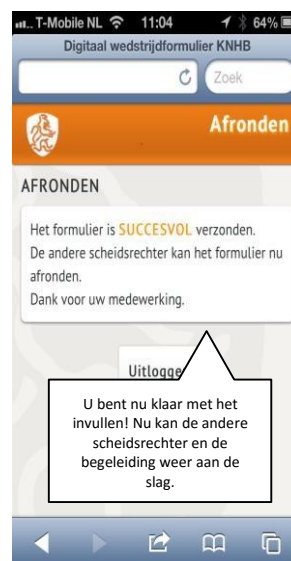 T-Mobile NL 11:04 64%
Digitaal wedstrijdformulier KNHB
Zoek
Afronden
AFRONDEN
Het formulier is SUCCESVOL verzonden.
De andere scheidsrechter kan het formulier nu
afronden.
Dank voor uw medewerking.
Uitlogge
U bent nu klaar met het
invullen! Nu kan de andere
scheidsrechter en de
begeleiding weer aan de
slag.